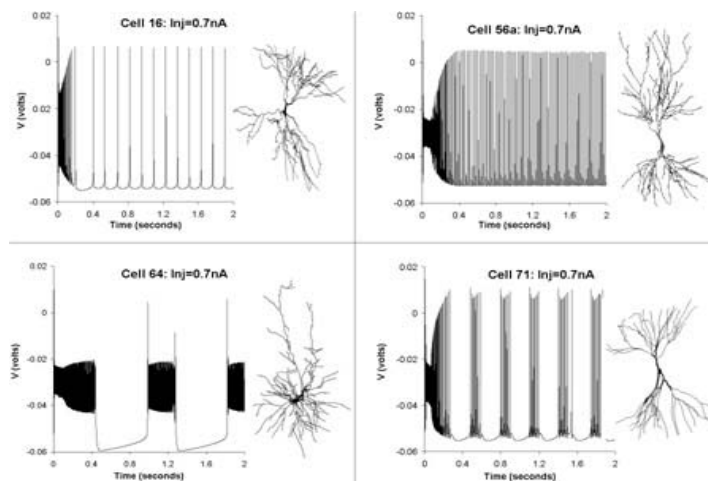 Cell 16: Inj=0.7nA
0.02
0
-0.02
-0.04
-0.06
V (volts)
0 0.4 0.8 1.2 1.6 2
Time (seconds)
Cell 56a: Inj=0.7nA
0.02
0
-0.02
-0.04
-0.06
V (volts)
0 0.4 0.8 1.2 1.6 2
Time (seconds)
Cell 64: Inj=0.7nA
0.02
0
-0.02
-0.04
-0.06
V (volts)
0 0.4 0.8 1.2 1.6 2
Time (seconds)
Cell 71: Inj=0.7nA
0.02
0
-0.02
-0.04
-0.06
V (volts)
0 0.4 0.8 1.2 1.6 2
Time (seconds)